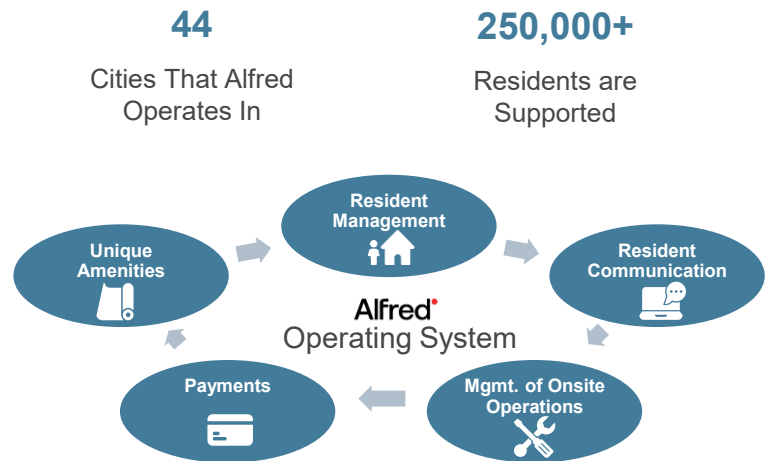 44
250,000+
Cities That Alfred
Operates In
Residents are
Supported
Resident
Management
Unique
Amenities
Resident
Communication
Alfred
Operating System
Payments
Mgmt. of Onsite
Operations